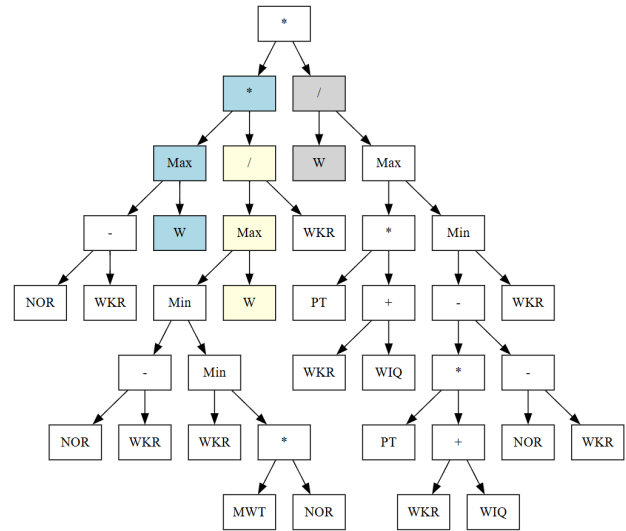 *
* /
Max / W Max
- W Max WKR * Min
NOR WKR Min W PT + - WKR
- Min WKR WIQ * -
NOR WKR WKR * PT + NOR WKR
MWT NOR WKR WIQ